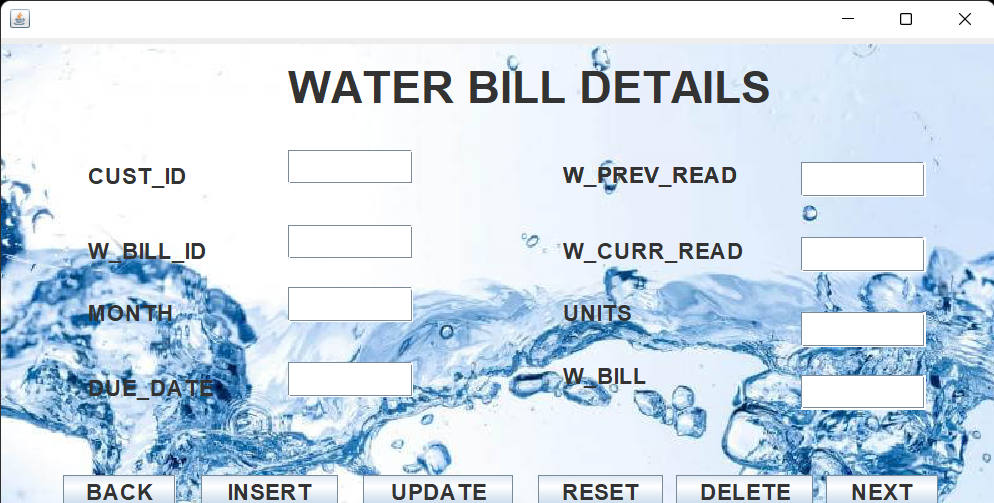 WATER BILL DETAILS
CUST_ID
W_PREV_READ
W_BILL_ID
W_CURR_READ
MONTH
UNITS
DUE_DATE
W_BILL
BACK INSERT UPDATE RESET DELETE NEXT